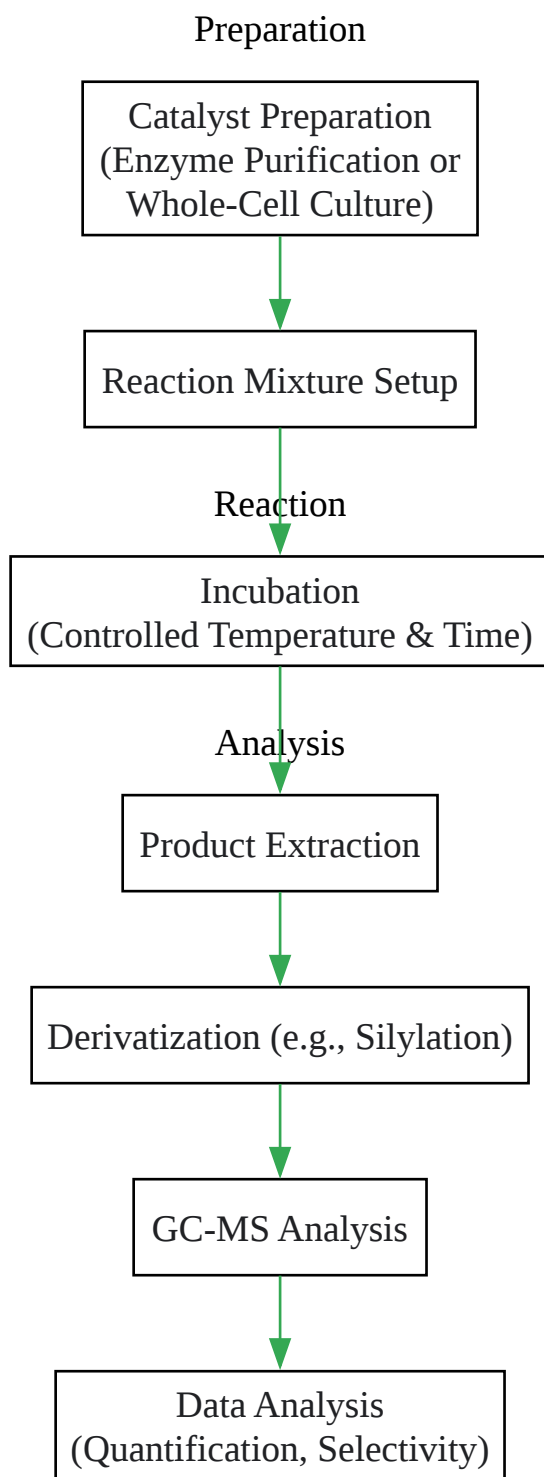 Preparation
Catalyst Preparation
(Enzyme Purification or
Whole-Cell Culture)
Reaction Mixture Setup
Reaction
Incubation
(Controlled Temperature & Time)
Analysis
Product Extraction
Derivatization (e.g., Silylation)
GC-MS Analysis
Data Analysis
(Quantification, Selectivity)